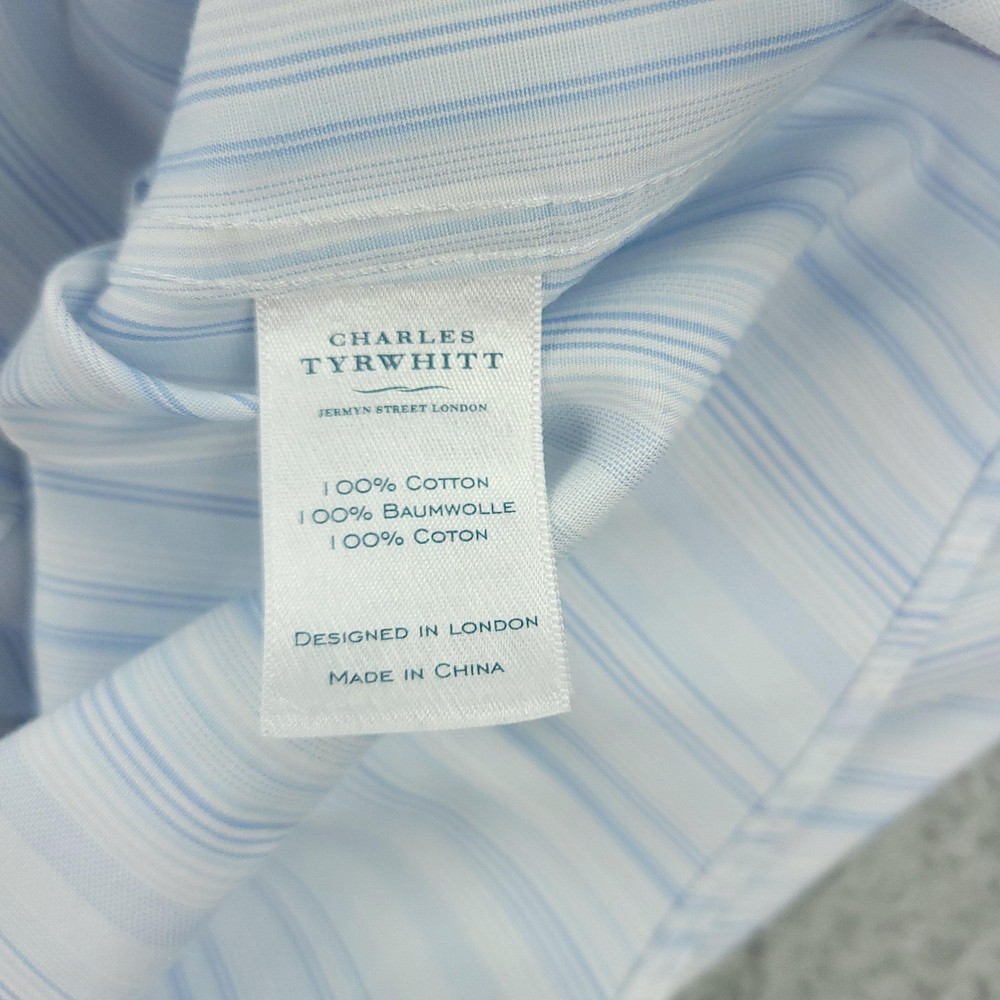 CHARLES
TYRWHITT
JERMYN STREET LONDON
100% COTTON
100% BAUMWOLLE
100% COTON
DESIGNED IN LONDON
MADE IN CHINA